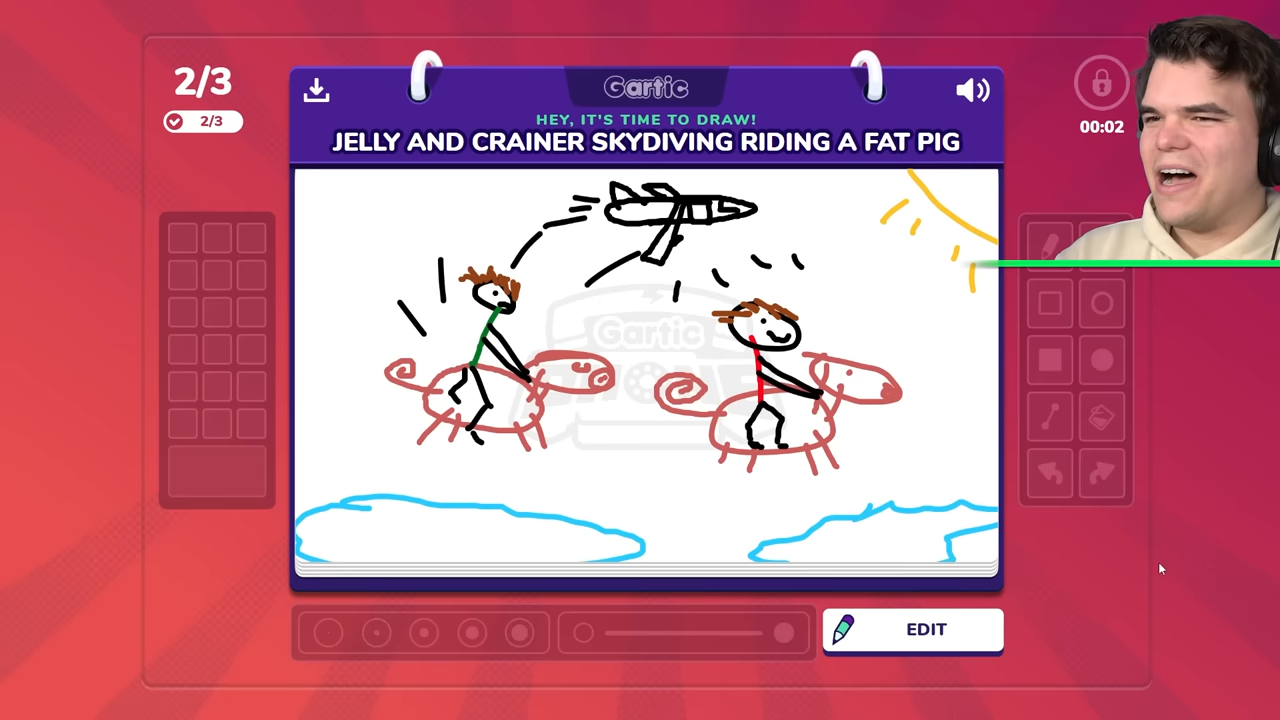 2/3
2/3
Gartic
HEY, IT'S TIME TO DRAW!
JELLY AND CRAINER SKYDIVING RIDING A FAT PIG
00:02
Gartic
EDIT